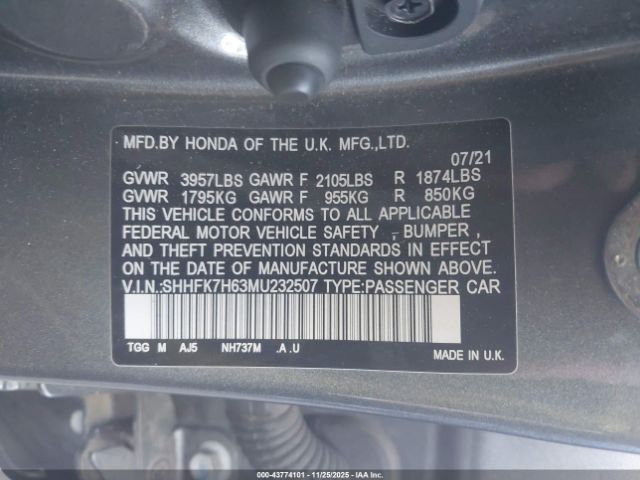 MFD.BY HONDA OF THE U.K. MFG.,LTD.
07/21
GVWR 3957LBS GAWR F 2105LBS R 1874LBS
GVWR 1795KG GAWR F 955KG R 850KG
THIS VEHICLE CONFORMS TO ALL APPLICABLE
FEDERAL MOTOR VEHICLE SAFETY , BUMPER ,
AND THEFT PREVENTION STANDARDS IN EFFECT
ON THE DATE OF MANUFACTURE SHOWN ABOVE.
V.I.N.:SHHFK7H63MU232507 TYPE:PASSENGER CAR
TGG M AJ5 NH737M .A .U
MADE IN U.K.
000-43774101 - 11/25/2025 - IAAI.COM